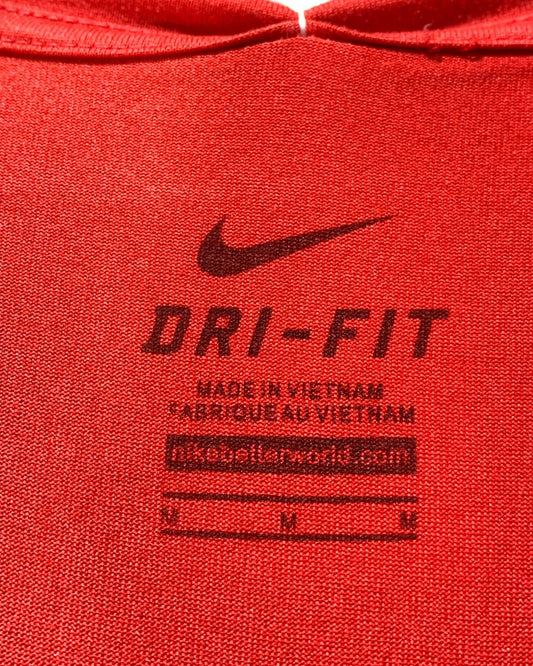 DRI-FIT
MADE IN VIETNAM
FABRIQUE AU VIETNAM
nikebetterworld.com
M M M